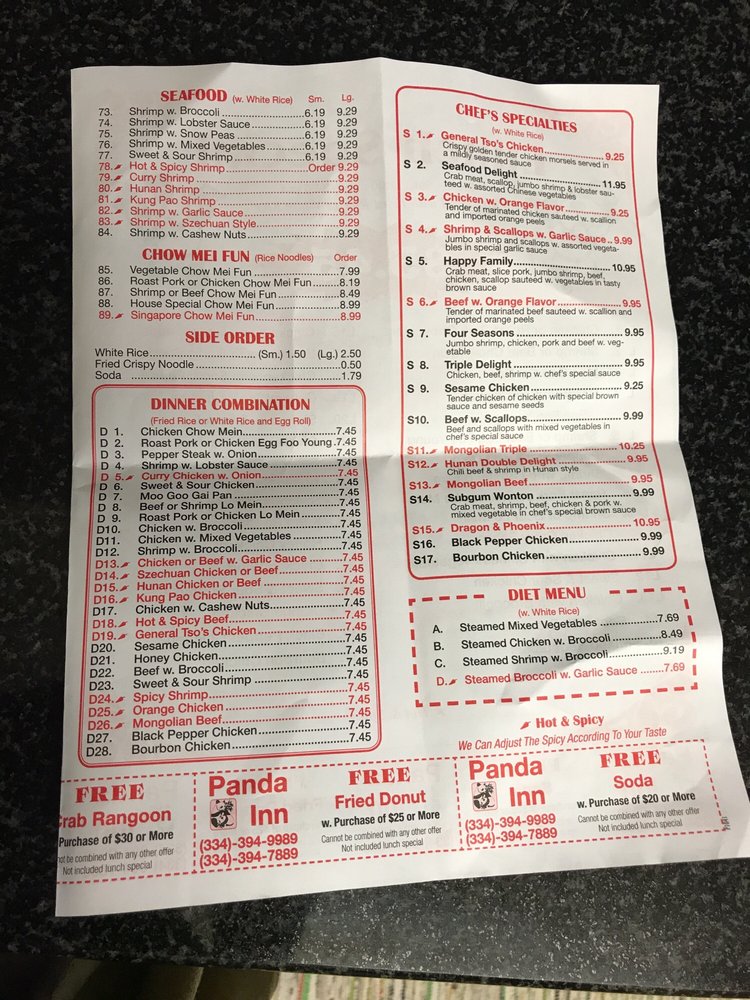 SEAFOOD (w. White Rice) Sm. Lg.
73. Shrimp w. Broccoli 6.19 9.29
74. Shrimp w. Lobster Sauce 6.19 9.29
75. Shrimp w. Snow Peas 6.19 9.29
76. Shrimp w. Mixed Vegetables 6.19 9.29
77. Sweet & Sour Shrimp 6.19 9.29
78. Hot & Spicy Shrimp Order 9.29
79. Curry Shrimp 9.29
80. Hunan Shrimp 9.29
81. Kung Pao Shrimp 9.29
82. Shrimp w. Garlic Sauce 9.29
83. Shrimp w. Szechuan Style 9.29
84. Shrimp w. Cashew Nuts 9.29
CHOW MEI FUN (Rice Noodles) Order
85. Vegetable Chow Mei Fun 7.99
86. Roast Pork or Chicken Chow Mei Fun 8.19
87. Shrimp or Beef Chow Mei Fun 8.49
88. House Special Chow Mei Fun 8.99
89. Singapore Chow Mei Fun 8.99
SIDE ORDER
White Rice (Sm.) 1.50 (Lg.) 2.50
Fried Crispy Noodle 0.50
Soda 1.79
DINNER COMBINATION
(Fried Rice or White Rice and Egg Roll)
D 1. Chicken Chow Mein 7.45
D 2. Roast Pork or Chicken Egg Foo Young 7.45
D 3. Pepper Steak w. Onion 7.45
D 4. Shrimp w. Lobster Sauce 7.45
D 5. Curry Chicken w. Onion 7.45
D 6. Sweet & Sour Chicken 7.45
D 7. Moo Goo Gai Pan 7.45
D 8. Beef or Shrimp Lo Mein 7.45
D 9. Roast Pork or Chicken Lo Mein 7.45
D10. Chicken w. Broccoli 7.45
D11. Chicken w. Mixed Vegetables 7.45
D12. Shrimp w. Broccoli 7.45
D13. Chicken or Beef w. Garlic Sauce 7.45
D14. Szechuan Chicken or Beef 7.45
D15. Hunan Chicken or Beef 7.45
D16. Kung Pao Chicken 7.45
D17. Chicken w. Cashew Nuts 7.45
D18. Hot & Spicy Beef 7.45
D19. General Tso's Chicken 7.45
D20. Sesame Chicken 7.45
D21. Honey Chicken 7.45
D22. Beef w. Broccoli 7.45
D23. Sweet & Sour Shrimp 7.45
D24. Spicy Shrimp 7.45
D25. Orange Chicken 7.45
D26. Mongolian Beef 7.45
D27. Black Pepper Chicken 7.45
D28. Bourbon Chicken 7.45
CHEF'S SPECIALTIES
(w. White Rice)
S 1. General Tso's Chicken 9.25
Crispy golden tender chicken morsels served in
a mildly seasoned sauce
S 2. Seafood Delight 11.95
Crab meat, scallop, jumbo shrimp & lobster sau-
teed w. assorted Chinese vegetables
S 3. Chicken w. Orange Flavor 9.25
Tender of marinated chicken sauteed w. scallion
and imported orange peels
S 4. Shrimp & Scallops w. Garlic Sauce 9.99
Jumbo shrimp and scallops w. assorted vegeta-
bles in special garlic sauce
S 5. Happy Family 10.95
Crab meat, slice pork, jumbo shrimp, beef,
chicken, scallop sauteed w. vegetables in tasty
brown sauce
S 6. Beef w. Orange Flavor 9.95
Tender of marinated beef sauteed w. scallion and
imported orange peels
S 7. Four Seasons 9.95
Jumbo shrimp, chicken, pork and beef w. veg-
etable
S 8. Triple Delight 9.95
Chicken, beef, shrimp w. chef's special sauce
S 9. Sesame Chicken 9.25
Tender chicken of chicken with special brown
sauce and sesame seeds
S10. Beef w. Scallops 9.99
Beef and scallops with mixed vegetables in
chef's special sauce
S11. Mongolian Triple 10.25
S12. Hunan Double Delight 9.95
Chili beef & shrimp in Hunan style
S13. Mongolian Beef 9.95
S14. Subgum Wonton 9.99
Crab meat, shrimp, beef, chicken & pork w.
mixed vegetable in chef's special brown sauce
S15. Dragon & Phoenix 10.95
S16. Black Pepper Chicken 9.99
S17. Bourbon Chicken 9.99
DIET MENU
(w. White Rice)
A. Steamed Mixed Vegetables 7.69
B. Steamed Chicken w. Broccoli 8.49
C. Steamed Shrimp w. Broccoli 9.19
D. Steamed Broccoli w. Garlic Sauce 7.69
Hot & Spicy
We Can Adjust The Spicy According To Your Taste
FREE
rab Rangoon
Purchase of $30 or More
not be combined with any other offer
Not included lunch special
Panda
Inn
(334)-394-9989
(334)-394-7889
FREE
Fried Donut
w. Purchase of $25 or More
Cannot be combined with any other offer
Not included lunch special
Panda
Inn
(334)-394-9989
(334)-394-7889
FREE
Soda
w. Purchase of $20 or More
Cannot be combined with any other offer
Not included lunch special